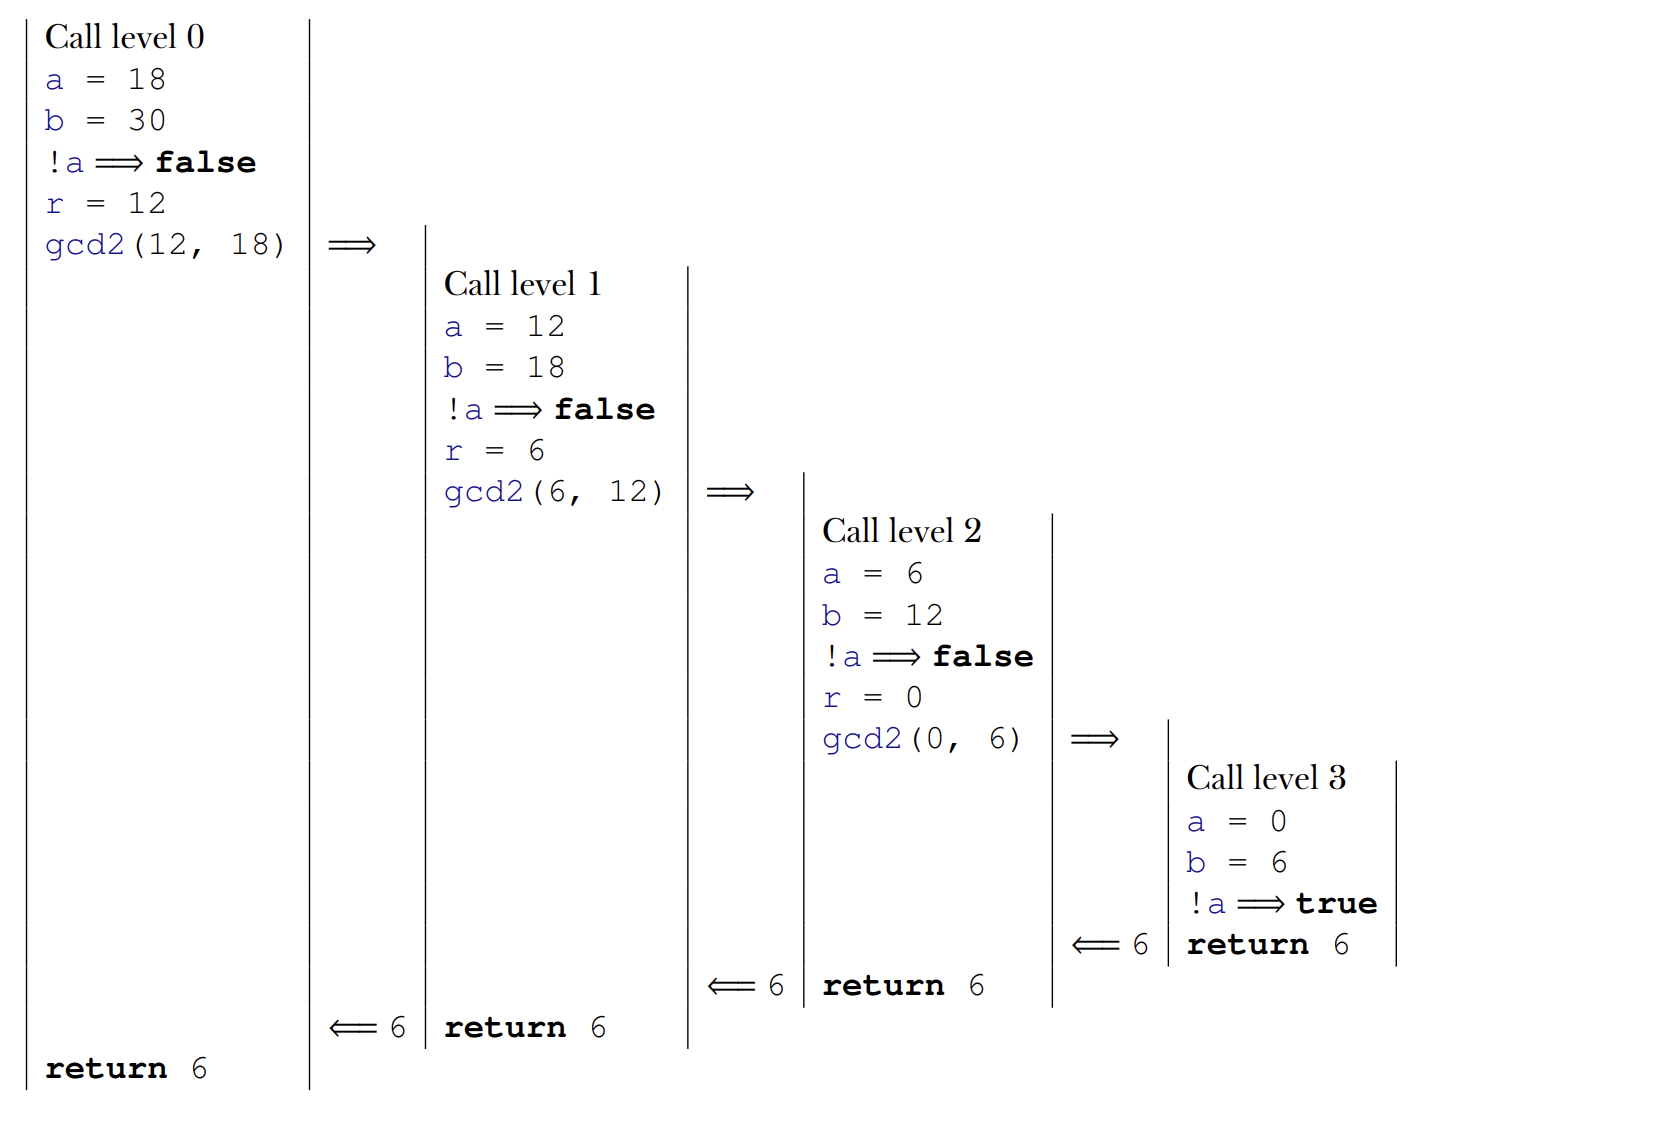 Call level 0
a = 18
b = 30
!a ⟹ false
r = 12
gcd2(12, 18) ⟹
Call level 1
a = 12
b = 18
!a ⟹ false
r = 6
gcd2(6, 12) ⟹
Call level 2
a = 6
b = 12
!a ⟹ false
r = 0
gcd2(0, 6) ⟹
Call level 3
a = 0
b = 6
!a ⟹ true
⟸ 6 return 6
⟸ 6 return 6
⟸ 6 return 6
return 6